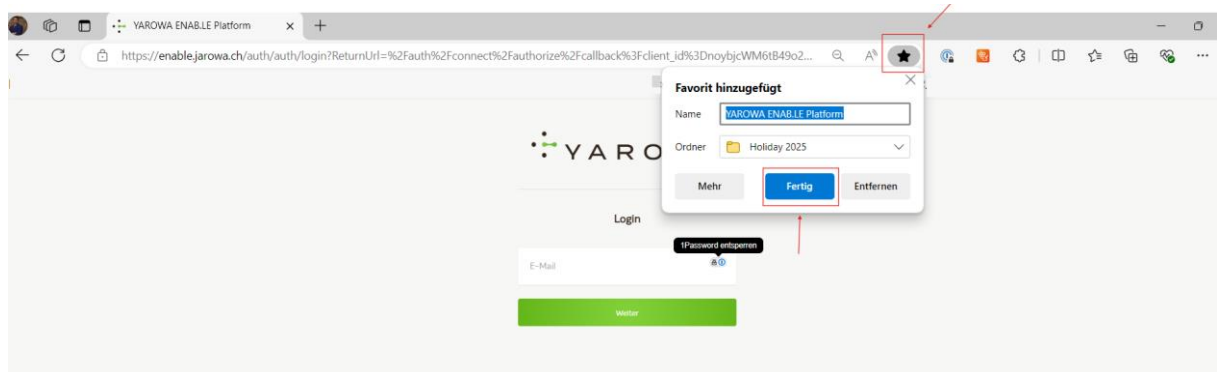 YAROWA ENAB.LE Platform
https://enable.jarowa.ch/auth/auth/login?ReturnUrl=%2Fauth%2Fconnect%2Fauthorize%2Fcallback%3Fclient_id%3DnoybjcWM6tB49o2...
Favorit hinzugefügt
Name YAROWA ENAB.LE Platform
Ordner Holiday 2025
Mehr Fertig Entfernen
YARO
Login
1Password entsperren
E-Mail
Weiter